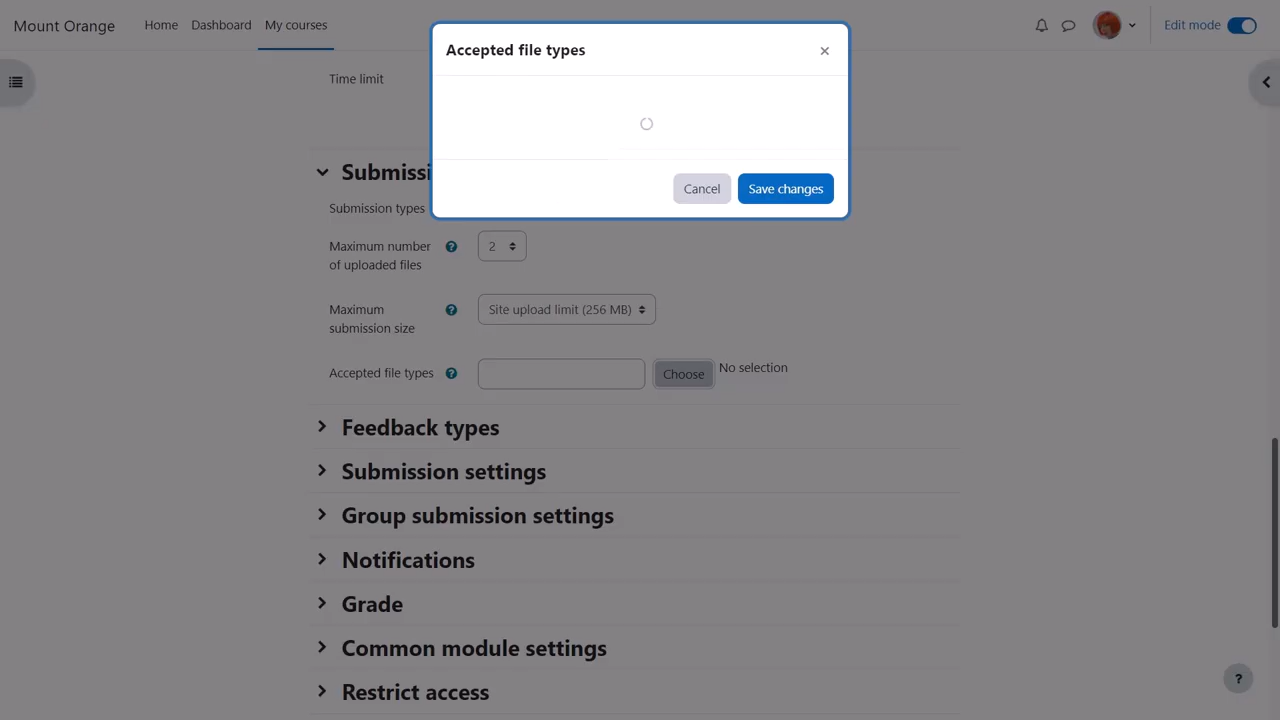 Mount Orange
Home
Dashboard
My courses
Edit mode
Accepted file types
×
Time limit
Cancel
Save changes
Submissi
Submission types
Maximum number
of uploaded files
2
Maximum
submission size
Site upload limit (256 MB)
Accepted file types
Choose
No selection
Feedback types
Submission settings
Group submission settings
Notifications
Grade
Common module settings
Restrict access
?